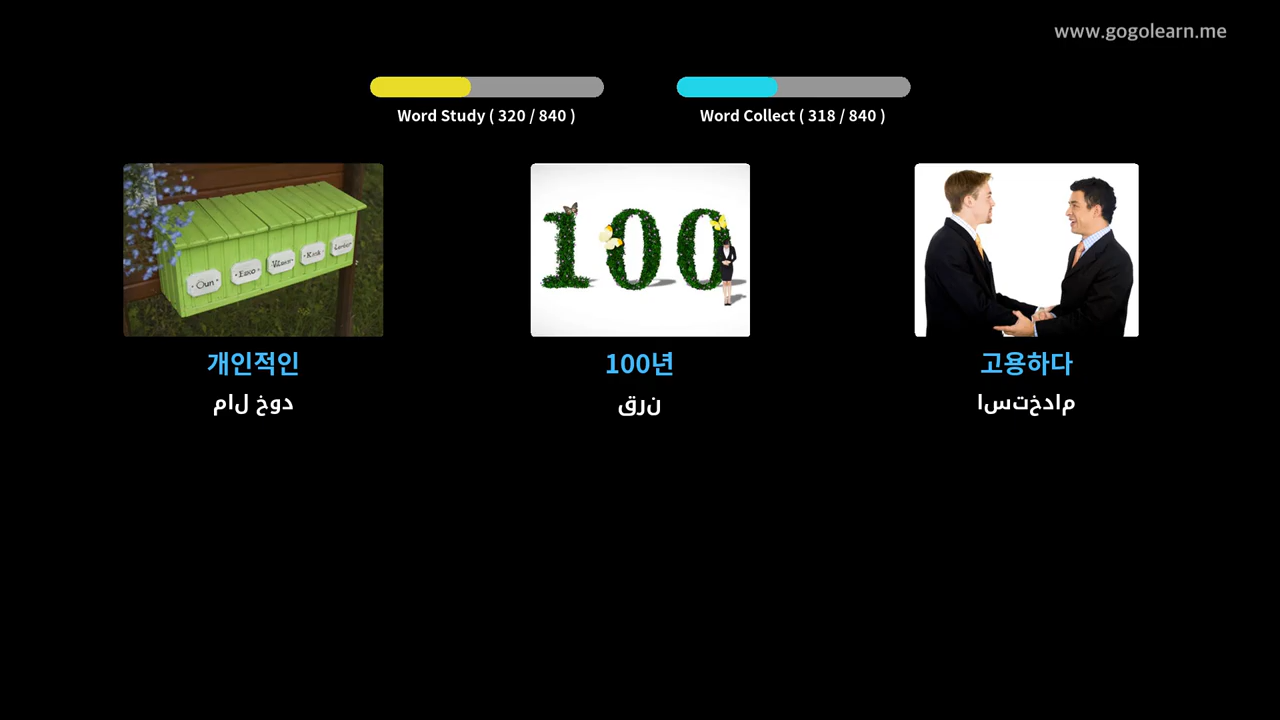 www.gogolearn.me
Word Study ( 320 / 840 )
Word Collect ( 318 / 840 )
개인적인
مال خود
100
100년
قرن
고용하다
استخدام